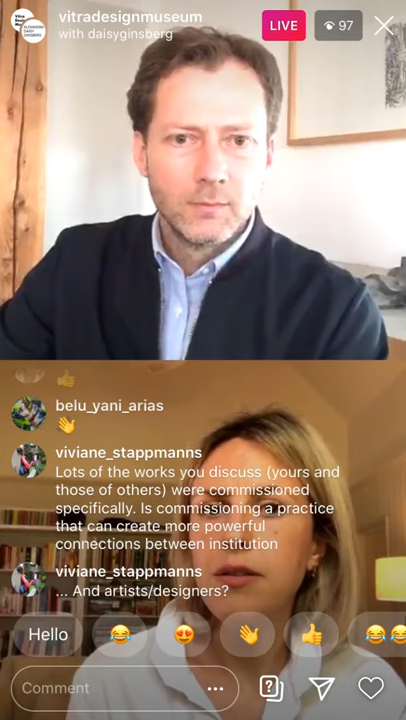 vitradesignmuseum
with daisyginsberg
LIVE
97
belu_yani_arias
viviane_stappmanns
Lots of the works you discuss (yours and
those of others) were commissioned
specifically. Is commissioning a practice
that can create more powerful
connections between institution
viviane_stappmanns
... And artists/designers?
Hello
Comment